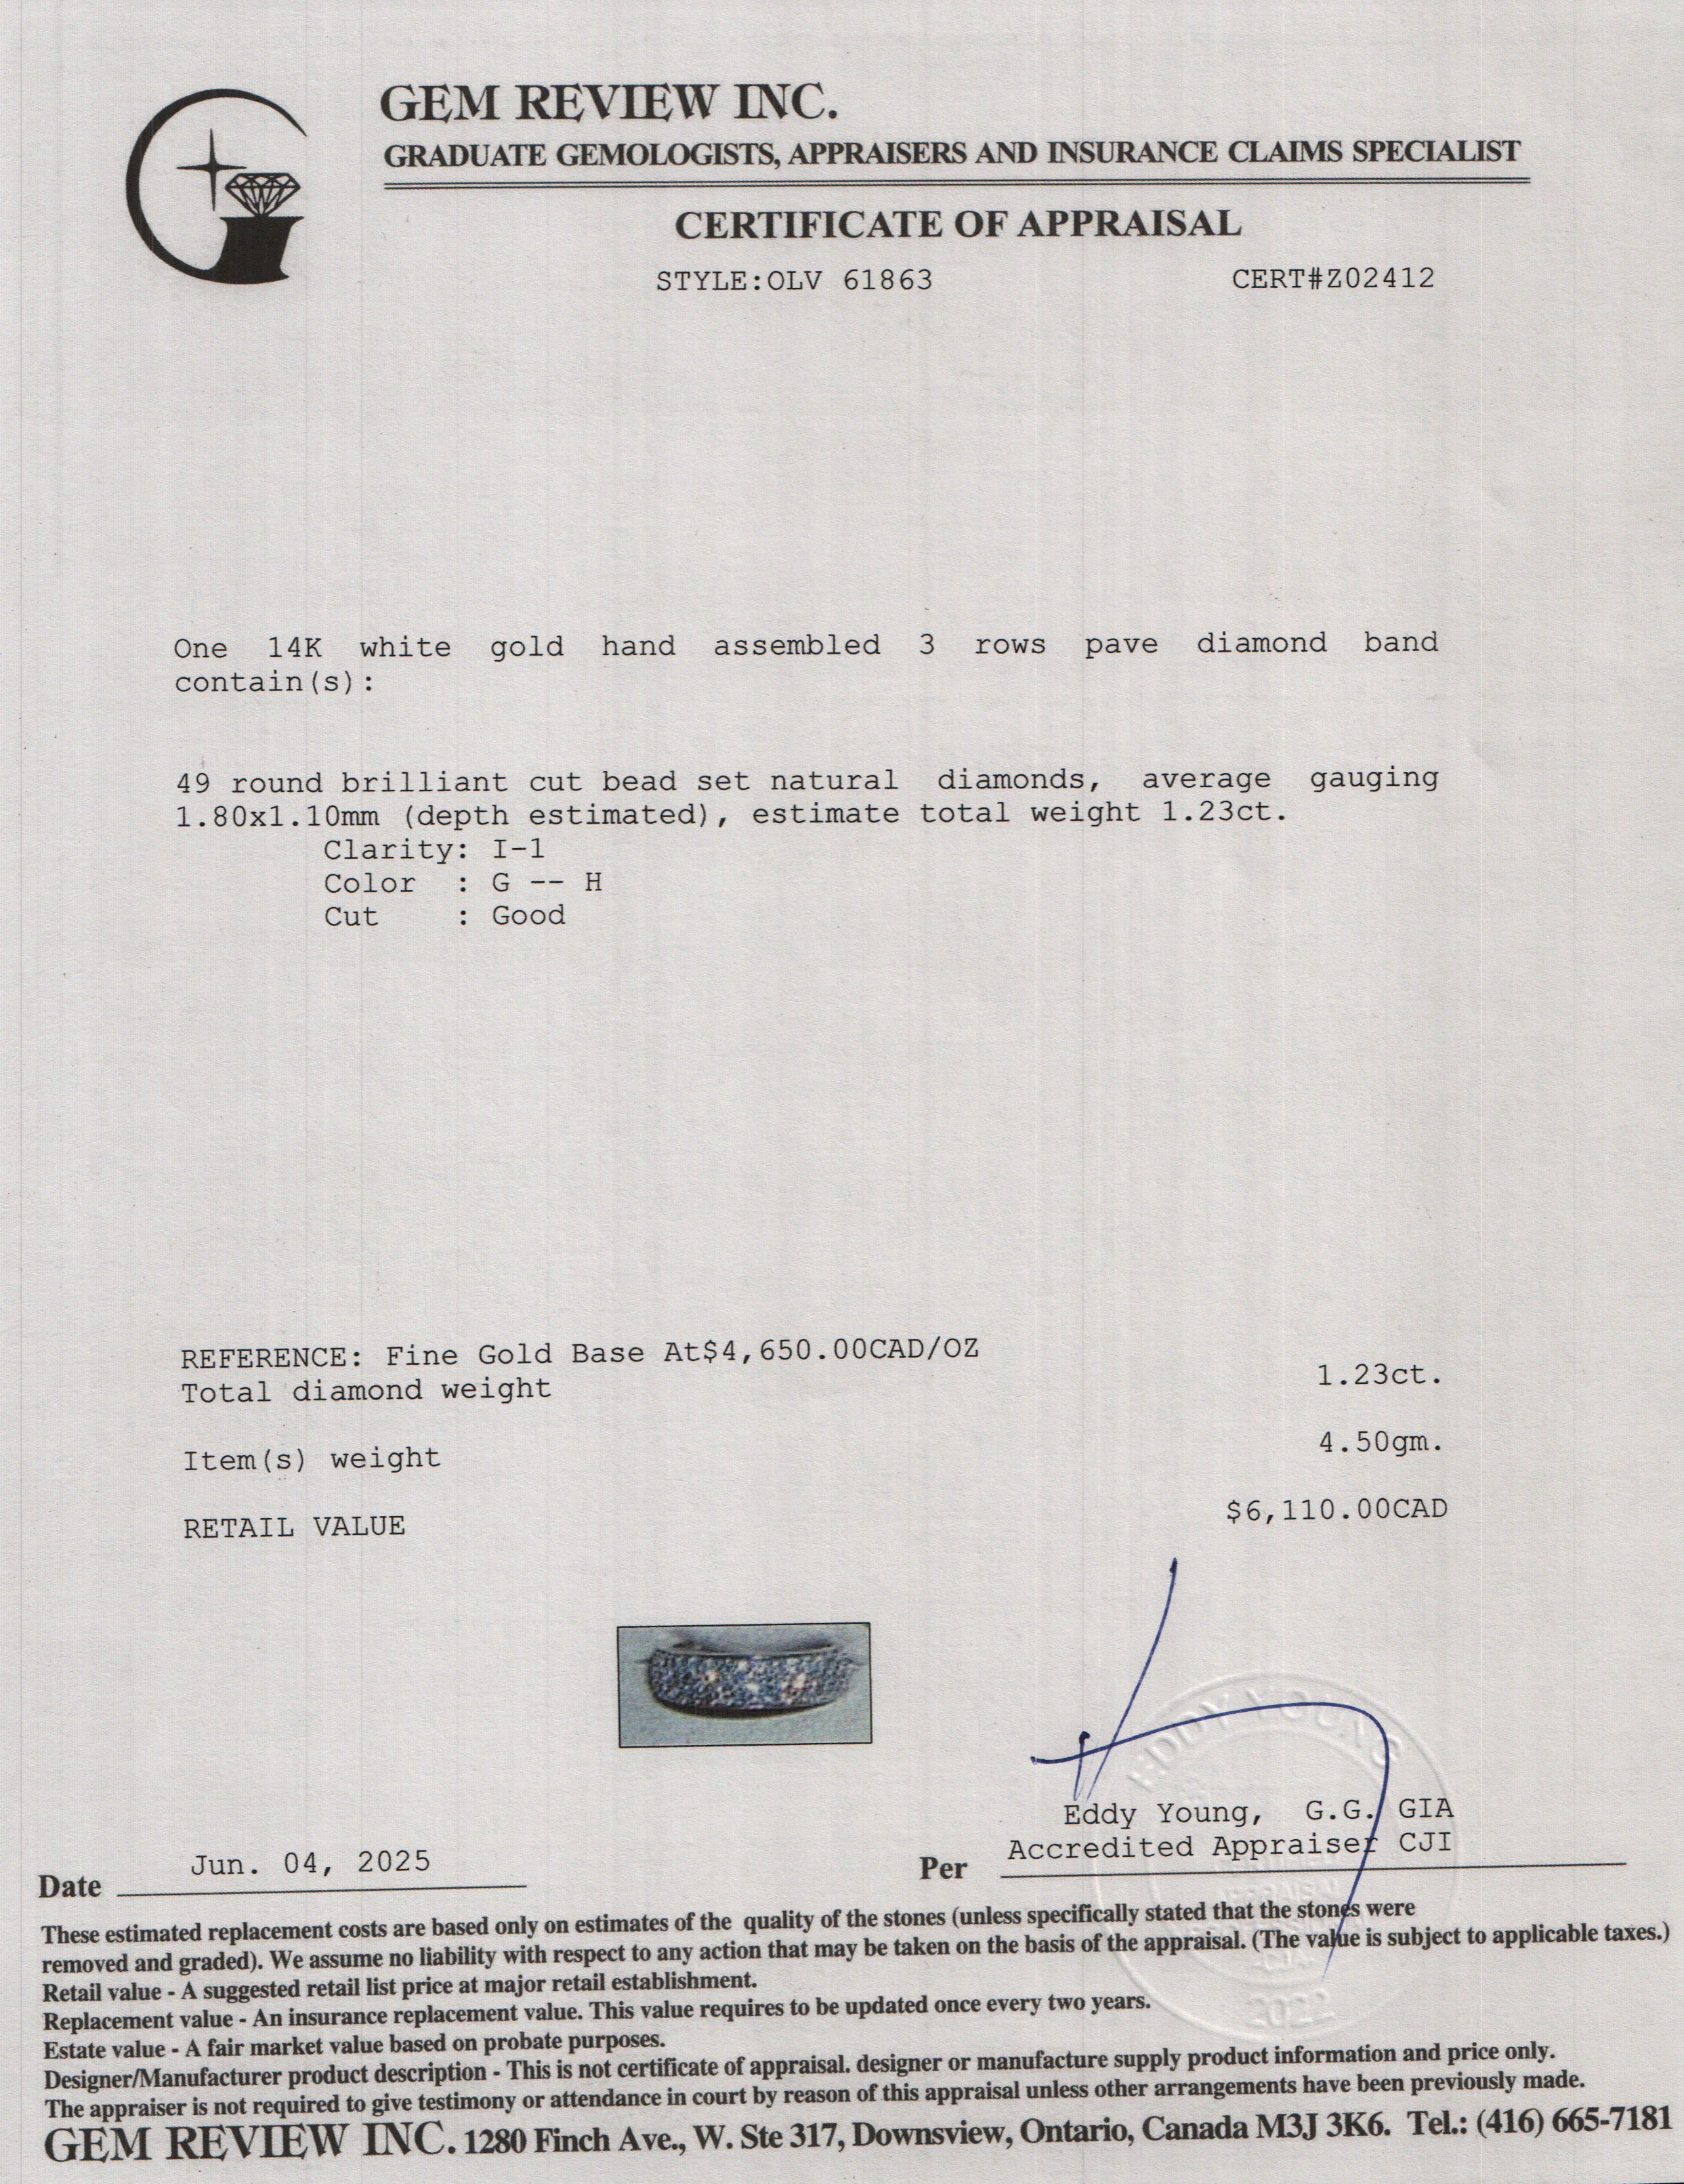 GEM REVIEW INC.
GRADUATE GEMOLOGISTS, APPRAISERS AND INSURANCE CLAIMS SPECIALIST
CERTIFICATE OF APPRAISAL
STYLE:OLV 61863 CERT#Z02412
One 14K white gold hand assembled 3 rows pave diamond band
contain(s):
49 round brilliant cut bead set natural diamonds, average gauging
1.80x1.10mm (depth estimated), estimate total weight 1.23ct.
Clarity: I-1
Color : G -- H
Cut : Good
REFERENCE: Fine Gold Base At$4,650.00CAD/OZ
Total diamond weight 1.23ct.
Item(s) weight 4.50gm.
RETAIL VALUE $6,110.00CAD
EDDY YOUNG
Eddy Young, G.G. GIA
Accredited Appraiser CJI
Date Jun. 04, 2025 Per
These estimated replacement costs are based only on estimates of the quality of the stones (unless specifically stated that the stones were
removed and graded). We assume no liability with respect to any action that may be taken on the basis of the appraisal. (The value is subject to applicable taxes.)
Retail value - A suggested retail list price at major retail establishment.
Replacement value - An insurance replacement value. This value requires to be updated once every two years.
2022
Estate value - A fair market value based on probate purposes.
Designer/Manufacturer product description - This is not certificate of appraisal. designer or manufacture supply product information and price only.
The appraiser is not required to give testimony or attendance in court by reason of this appraisal unless other arrangements have been previously made.
GEM REVIEW INC. 1280 Finch Ave., W. Ste 317, Downsview, Ontario, Canada M3J 3K6. Tel.: (416) 665-7181